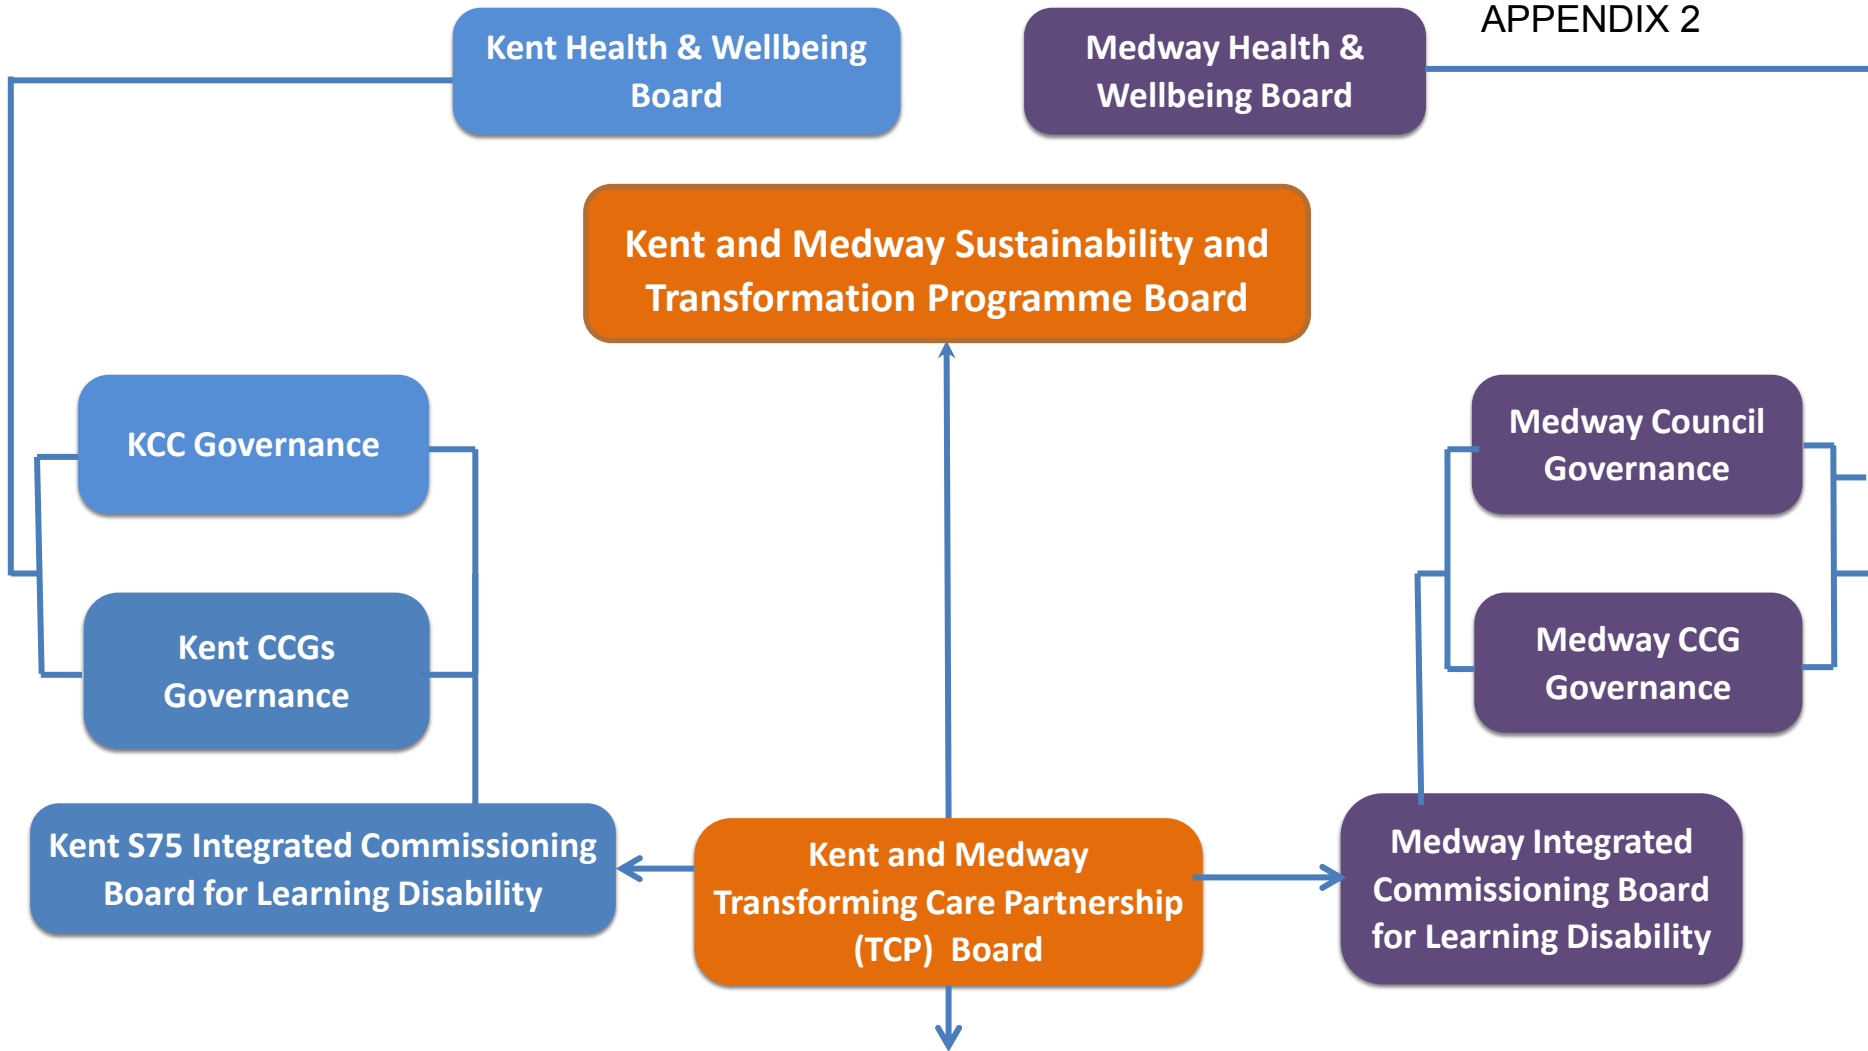 APPENDIX 2
Kent Health & Wellbeing
Board
Medway Health &
Wellbeing Board
Kent and Medway Sustainability and
Transformation Programme Board
KCC Governance
Medway Council
Governance
Kent CCGs
Governance
Medway CCG
Governance
Kent S75 Integrated Commissioning
Board for Learning Disability
Kent and Medway
Transforming Care Partnership
(TCP) Board
Medway Integrated
Commissioning Board
for Learning Disability